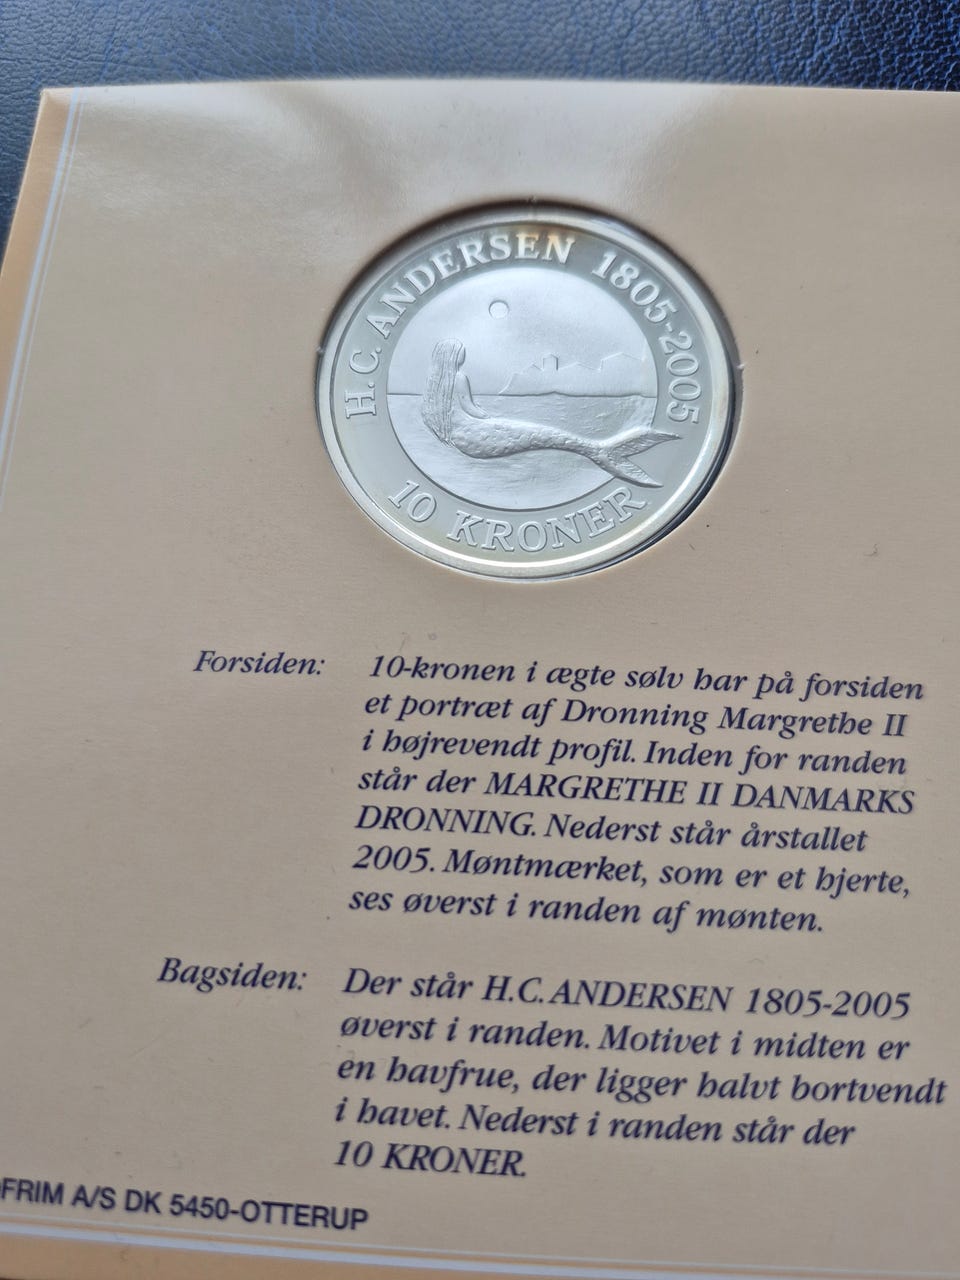 H.C. ANDERSEN 1805-2005
10 KRONER
Forsiden: 10-kronen i ægte sølv har på forsiden
et portræt af Dronning Margrethe II
i højrevendt profil. Inden for randen
står der MARGRETHE II DANMARKS
DRONNING. Nederst står årstallet
2005. Møntmærket, som er et hjerte,
ses øverst i randen af mønten.
Bagsiden: Der står H.C. ANDERSEN 1805-2005
øverst i randen. Motivet i midten er
en havfrue, der ligger halvt bortvendt
i havet. Nederst i randen står der
10 KRONER.
A/S DK 5450-OTTERUP